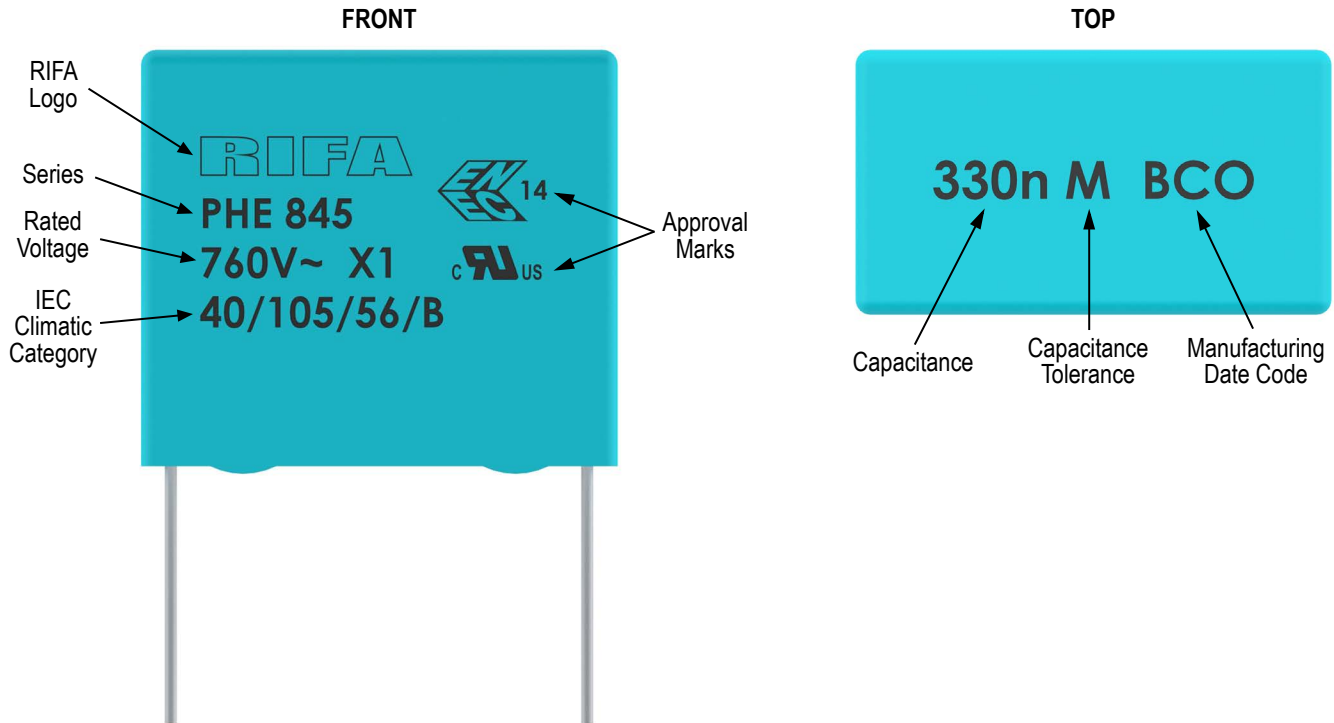 FRONT
RIFA
Logo
Series
Rated
Voltage
IEC
Climatic
Category
RIFA
PHE 845
760V~ X1
40/105/56/B
EN
EC
14
c RU US
Approval
Marks
TOP
330n M BCO
Capacitance
Capacitance
Tolerance
Manufacturing
Date Code